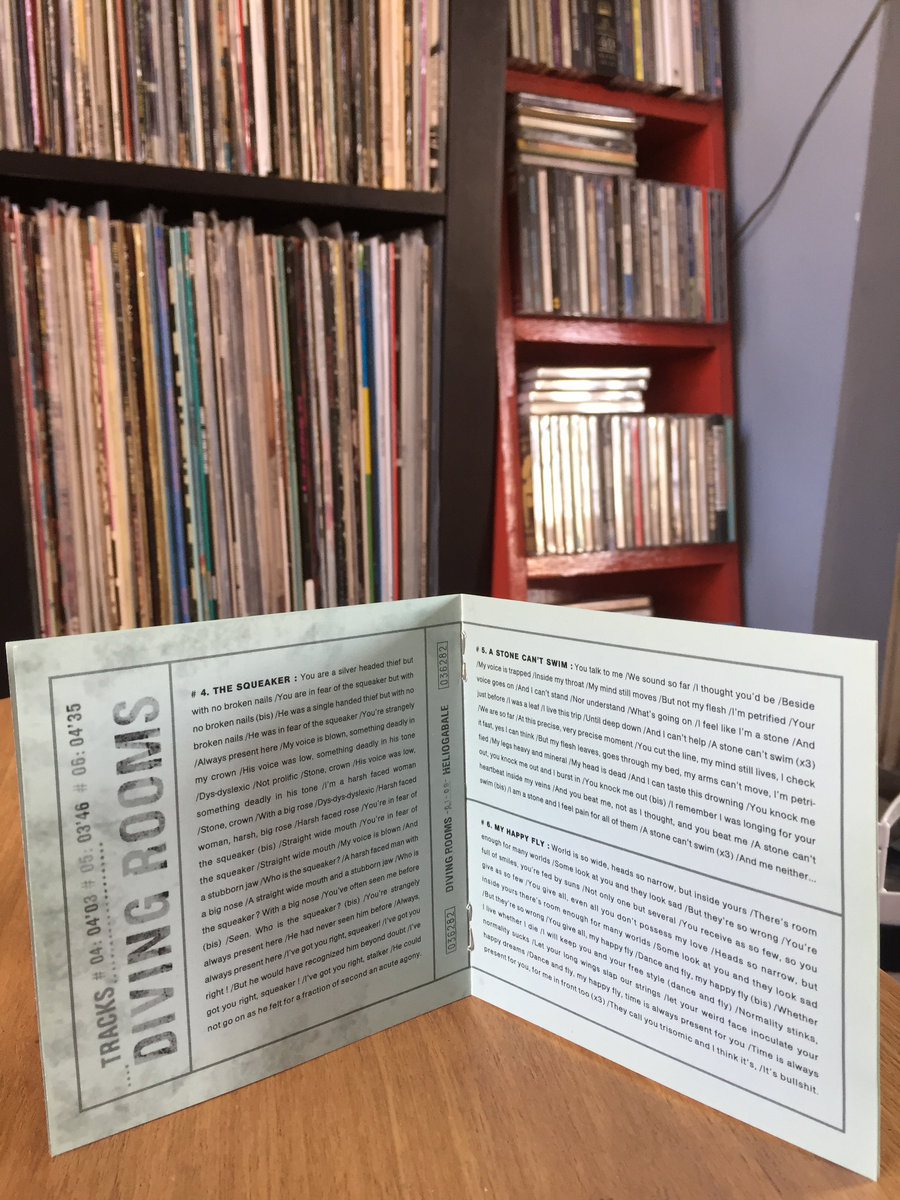 TRACKS # 04: 04'03 # 05: 03'46 # 06: 04'35
DIVING ROOMS
# 4. THE SQUEAKER : You are a silver headed thief but
with no broken nails /You are in fear of the squeaker but with
no broken nails (bis) /He was a single handed thief but with no
broken nails /He was in fear of the squeaker /You're strangely
/Always present here /My voice is blown, something deadly in
my crown /His voice was low, something deadly in his tone
/Dys-dyslexic /Not prolific /Stone, crown /His voice was low,
something deadly in his tone /I'm a harsh faced woman
/Stone, crown /With a big rose /Dys-dys-dyslexic /Harsh faced
woman, harsh, big rose /Harsh faced rose /You're in fear of
the squeaker (bis) /Straight wide mouth /You're in fear of
the squeaker /Straight wide mouth /My voice is blown /And
a stubborn jaw /Who is the squeaker? /A harsh faced man with
a big nose /A straight wide mouth and a stubborn jaw /Who is
the squeaker? /With a big nose /You've often seen me before
(bis) /Seen. Who is the squeaker? (bis) /You're strangely
always present here /He had never seen him before /Always,
always present here /I've got you right, squeaker! /I've got you
right ! /But he would have recognized him beyond doubt /I've
got you right, squeaker ! /I've got you right, stalker /He could
not go on as he felt for a fraction of second an acute agony.
036282
DIVING ROOMS
HELIOGABALE
036282
# 5. A STONE CAN'T SWIM : You talk to me /We sound so far /I thought you'd be /Beside
/My voice is trapped /Inside my throat /My mind still moves /But not my flesh /I'm petrified /Your
voice goes on /And I can't stand /Nor understand /What's going on /I feel like I'm a stone /And
just before /I was a leaf /I live this trip /Until deep down /And I can't help /A stone can't swim (x3)
/We are so far /At this precise, very precise moment /You cut the line, my mind still lives, I check
it fast, yes I can think /But my flesh leaves, goes through my bed, my arms can't move, I'm petri-
fied /My legs heavy and mineral /My head is dead /And I can taste this drowning /You knock me
out, you knock me out and I burst in /You knock me out (bis) /I remember I was longing for your
heartbeat inside my veins /And you beat me, not as I thought, and you beat me /A stone can't
swim (bis) /I am a stone and I feel pain for all of them /A stone can't swim (x3) /And me neither...
# 6. MY HAPPY FLY : World is so wide, heads so narrow, but inside yours /There's room
enough for many worlds /Some look at you and they look sad /But they're so wrong /You're
full of smiles, you're fed by suns /Not only one but several /You receive as so few, so you
give as so few /You give all, even all you don't possess my love /Heads so narrow, but
inside yours there's room enough for many worlds /Some look at you and they look sad
/But they're so wrong /You give all, my happy fly /Dance and fly, my happy fly (bis) /Whether
I live whether I die /I will keep you and your free style (dance and fly) /Normality stinks,
normality sucks /Let your long wings slap our strings /let your weird face inoculate your
happy dreams /Dance and fly, my happy fly, time is always present for you /Time is always
present for you, for me in front too (x3) /They call you trisomic and I think it's, /It's bullshit.